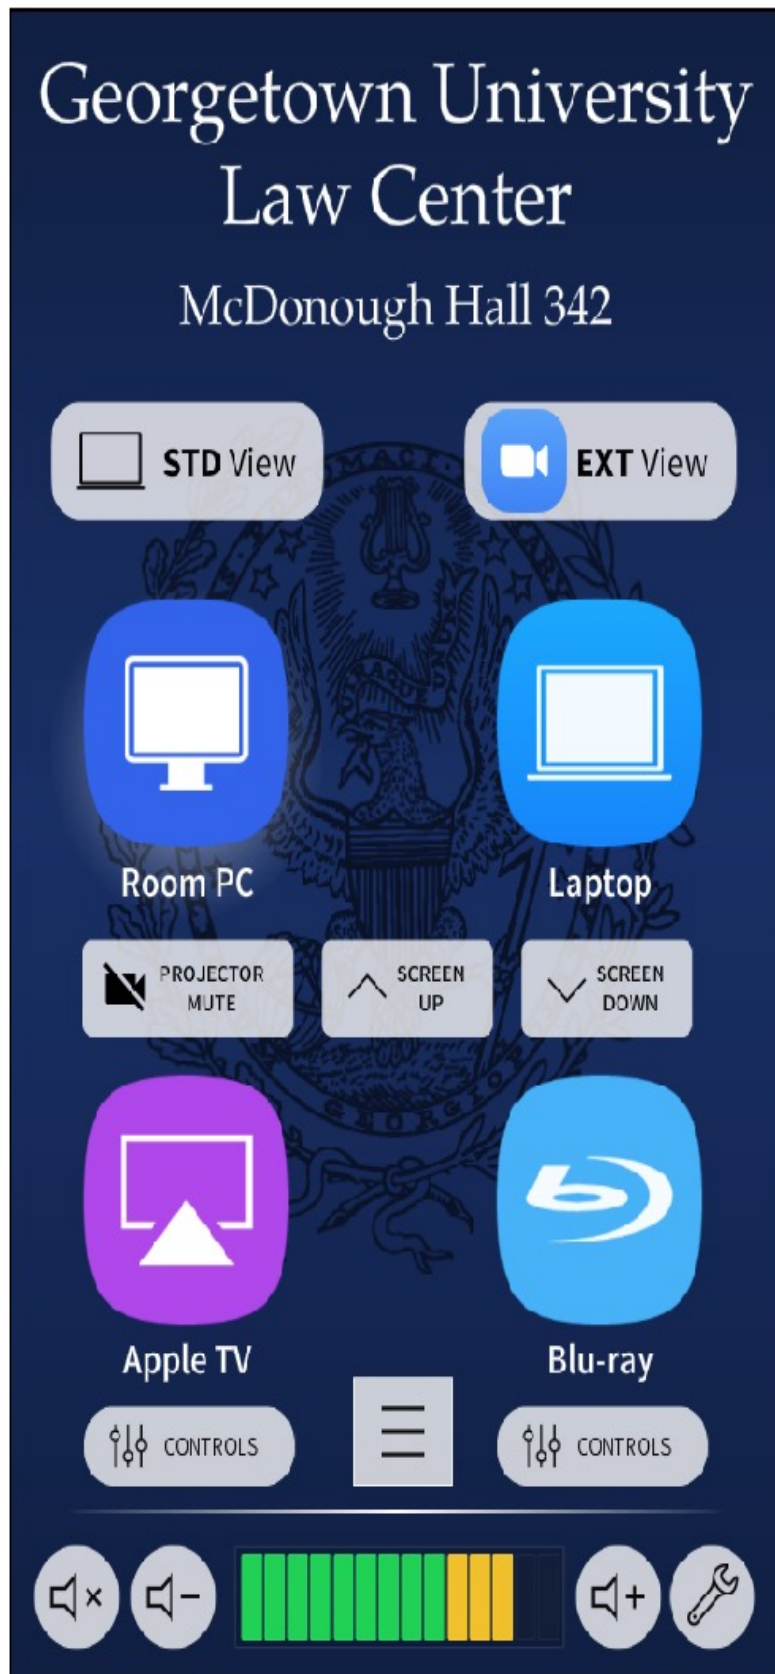 Georgetown University
Law Center
McDonough Hall 342
STD View
EXT View
Room PC
Laptop
PROJECTOR
MUTE
SCREEN
UP
SCREEN
DOWN
Apple TV
Blu-ray
CONTROLS
CONTROLS